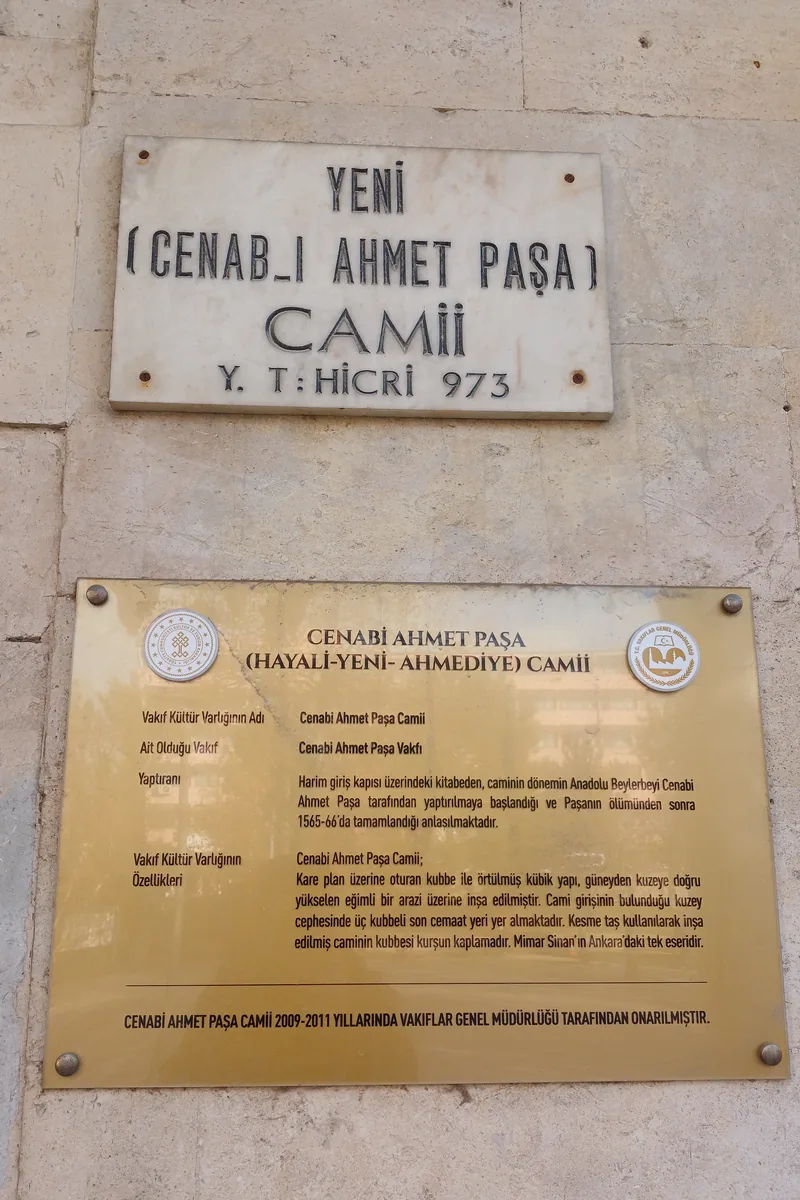 YENİ
(CENAB_I AHMET PAŞA)
CAMİİ
Y. T: HİCRİ 973
CENABİ AHMET PAŞA
(HAYALİ-YENİ- AHMEDİYE) CAMİİ
T.C. VAKIFLAR GENEL MÜDÜRLÜĞÜ
Vakıf Kültür Varlığının Adı Cenabi Ahmet Paşa Camii
Ait Olduğu Vakıf Cenabi Ahmet Paşa Vakfı
Yaptıranı Harim giriş kapısı üzerindeki kitabeden, caminin dönemin Anadolu Beylerbeyi Cenabi
Ahmet Paşa tarafından yaptırılmaya başlandığı ve Paşanın ölümünden sonra
1565-66'da tamamlandığı anlaşılmaktadır.
Vakıf Kültür Varlığının Cenabi Ahmet Paşa Camii;
Özellikleri Kare plan üzerine oturan kubbe ile örtülmüş kübik yapı, güneyden kuzeye doğru
yükselen eğimli bir arazi üzerine inşa edilmiştir. Cami girişinin bulunduğu kuzey
cephesinde üç kubbeli son cemaat yeri yer almaktadır. Kesme taş kullanılarak inşa
edilmiş caminin kubbesi kurşun kaplamadır. Mimar Sinan'ın Ankara'daki tek eseridir.
CENABİ AHMET PAŞA CAMİİ 2009-2011 YILLARINDA VAKIFLAR GENEL MÜDÜRLÜĞÜ TARAFINDAN ONARILMIŞTIR.